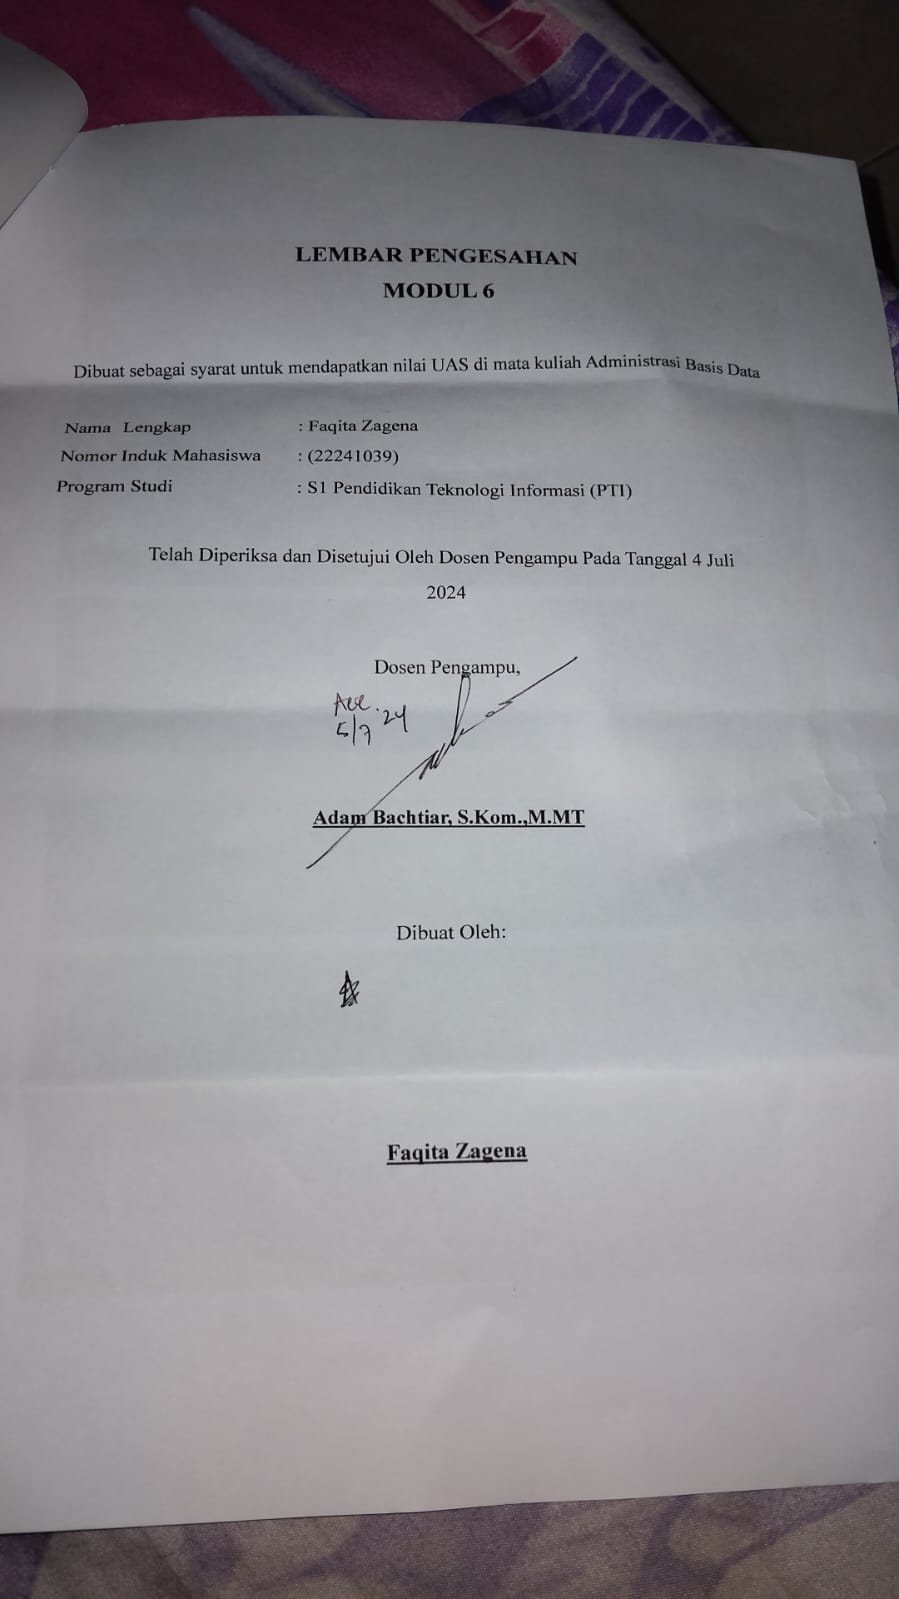 LEMBAR PENGESAHAN
MODUL 6
Dibuat sebagai syarat untuk mendapatkan nilai UAS di mata kuliah Administrasi Basis Data
Nama Lengkap : Faqita Zagena
Nomor Induk Mahasiswa : (22241039)
Program Studi : S1 Pendidikan Teknologi Informasi (PTI)
Telah Diperiksa dan Disetujui Oleh Dosen Pengampu Pada Tanggal 4 Juli
2024
Dosen Pengampu,
Acc.
5/7 '24
Adam Bachtiar, S.Kom.,M.MT
Dibuat Oleh:
Faqita Zagena